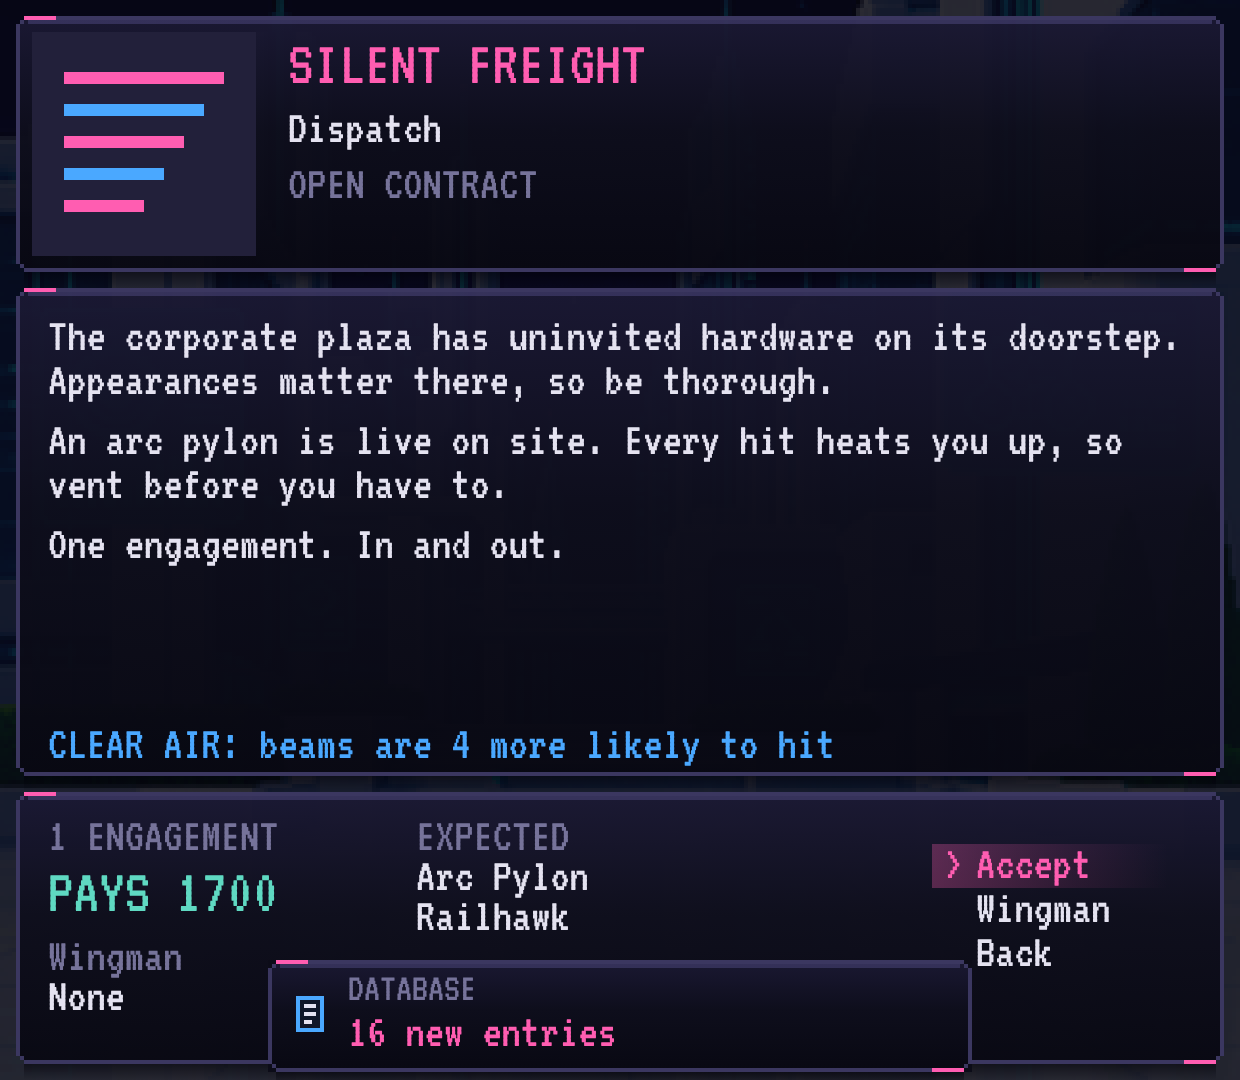 SILENT FREIGHT
Dispatch
OPEN CONTRACT
The corporate plaza has uninvited hardware on its doorstep.
Appearances matter there, so be thorough.
An arc pylon is live on site. Every hit heats you up, so
vent before you have to.
One engagement. In and out.
CLEAR AIR: beams are 4 more likely to hit
1 ENGAGEMENT
PAYS 1700
Wingman
None
EXPECTED
Arc Pylon
Railhawk
> Accept
Wingman
Back
DATABASE
16 new entries